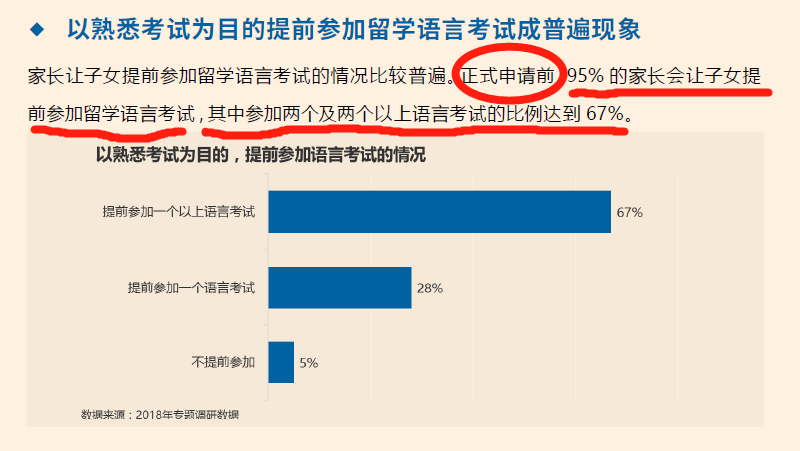 以熟悉考试为目的提前参加留学语言考试成普遍现象
家长让子女提前参加留学语言考试的情况比较普遍。正式申请前 95% 的家长会让子女提
前参加留学语言考试，其中参加两个及两个以上语言考试的比例达到 67%。
以熟悉考试为目的，提前参加语言考试的情况
提前参加一个以上语言考试 67%
提前参加一个语言考试 28%
不提前参加 5%
数据来源：2018年专题调研数据